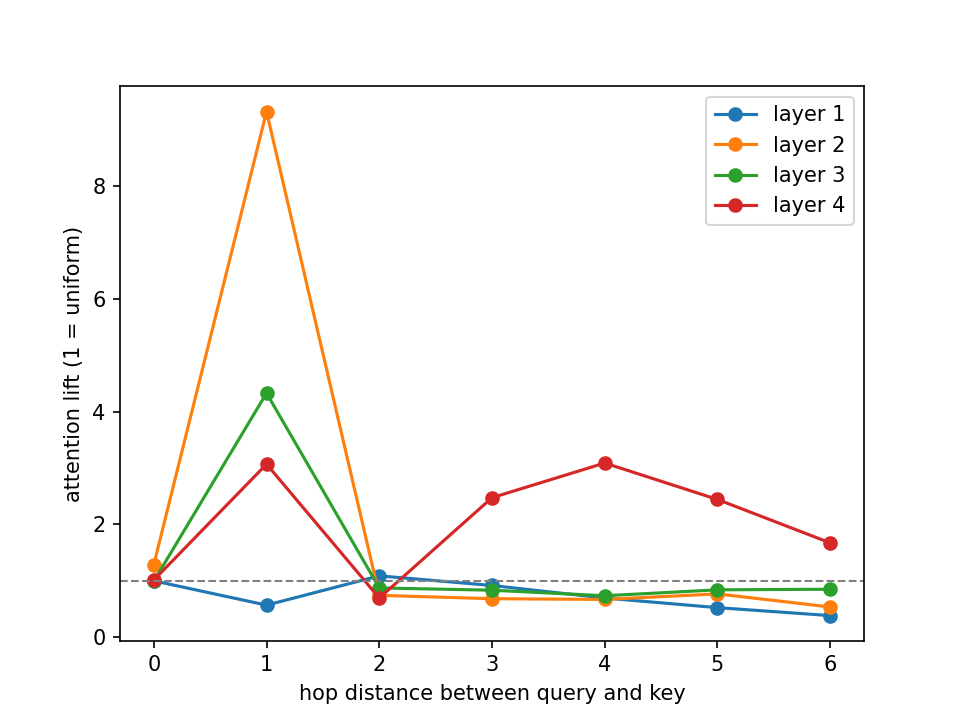 layer 1
layer 2
layer 3
layer 4
attention lift (1 = uniform)
8
6
4
2
0
0 1 2 3 4 5 6
hop distance between query and key